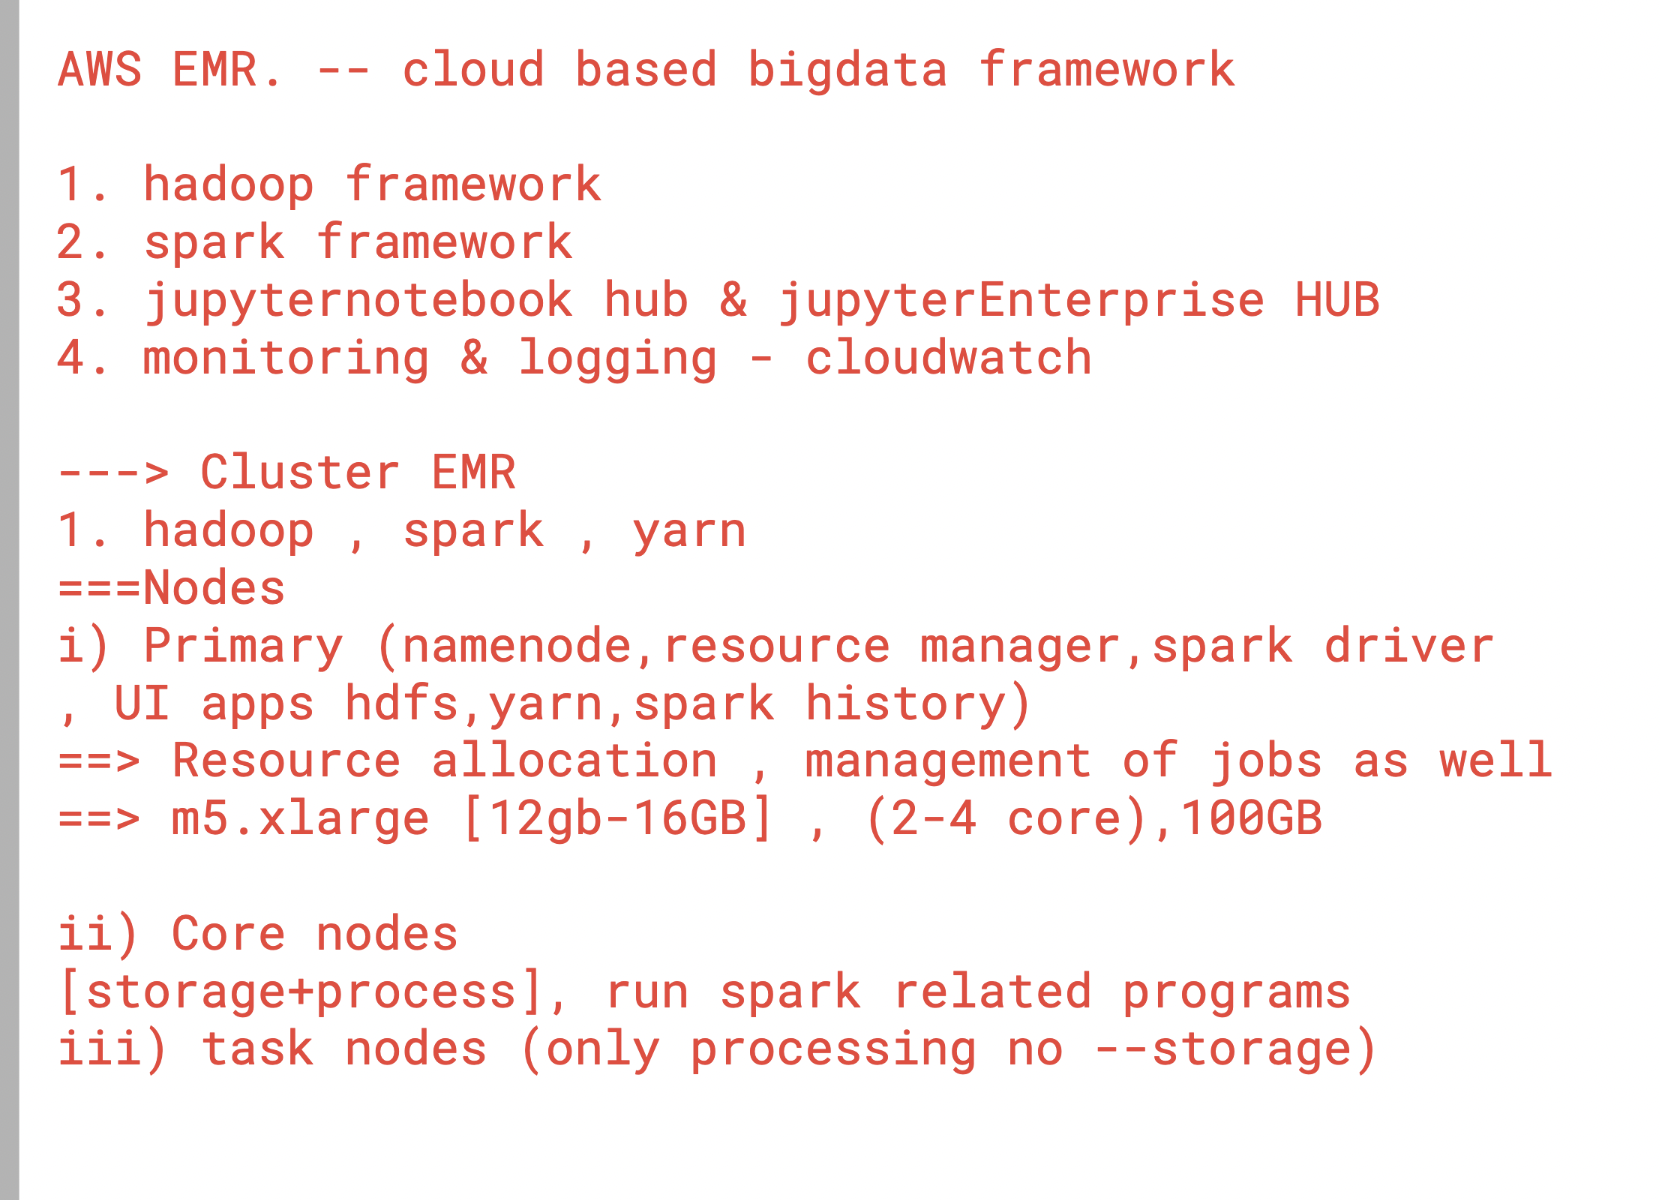 AWS EMR. -- cloud based bigdata framework
1. hadoop framework
2. spark framework
3. jupyternotebook hub & jupyterEnterprise HUB
4. monitoring & logging - cloudwatch
---> Cluster EMR
1. hadoop , spark , yarn
===Nodes
i) Primary (namenode,resource manager,spark driver
, UI apps hdfs,yarn,spark history)
==> Resource allocation , management of jobs as well
==> m5.xlarge [12gb-16GB] , (2-4 core),100GB
ii) Core nodes
[storage+process], run spark related programs
iii) task nodes (only processing no --storage)